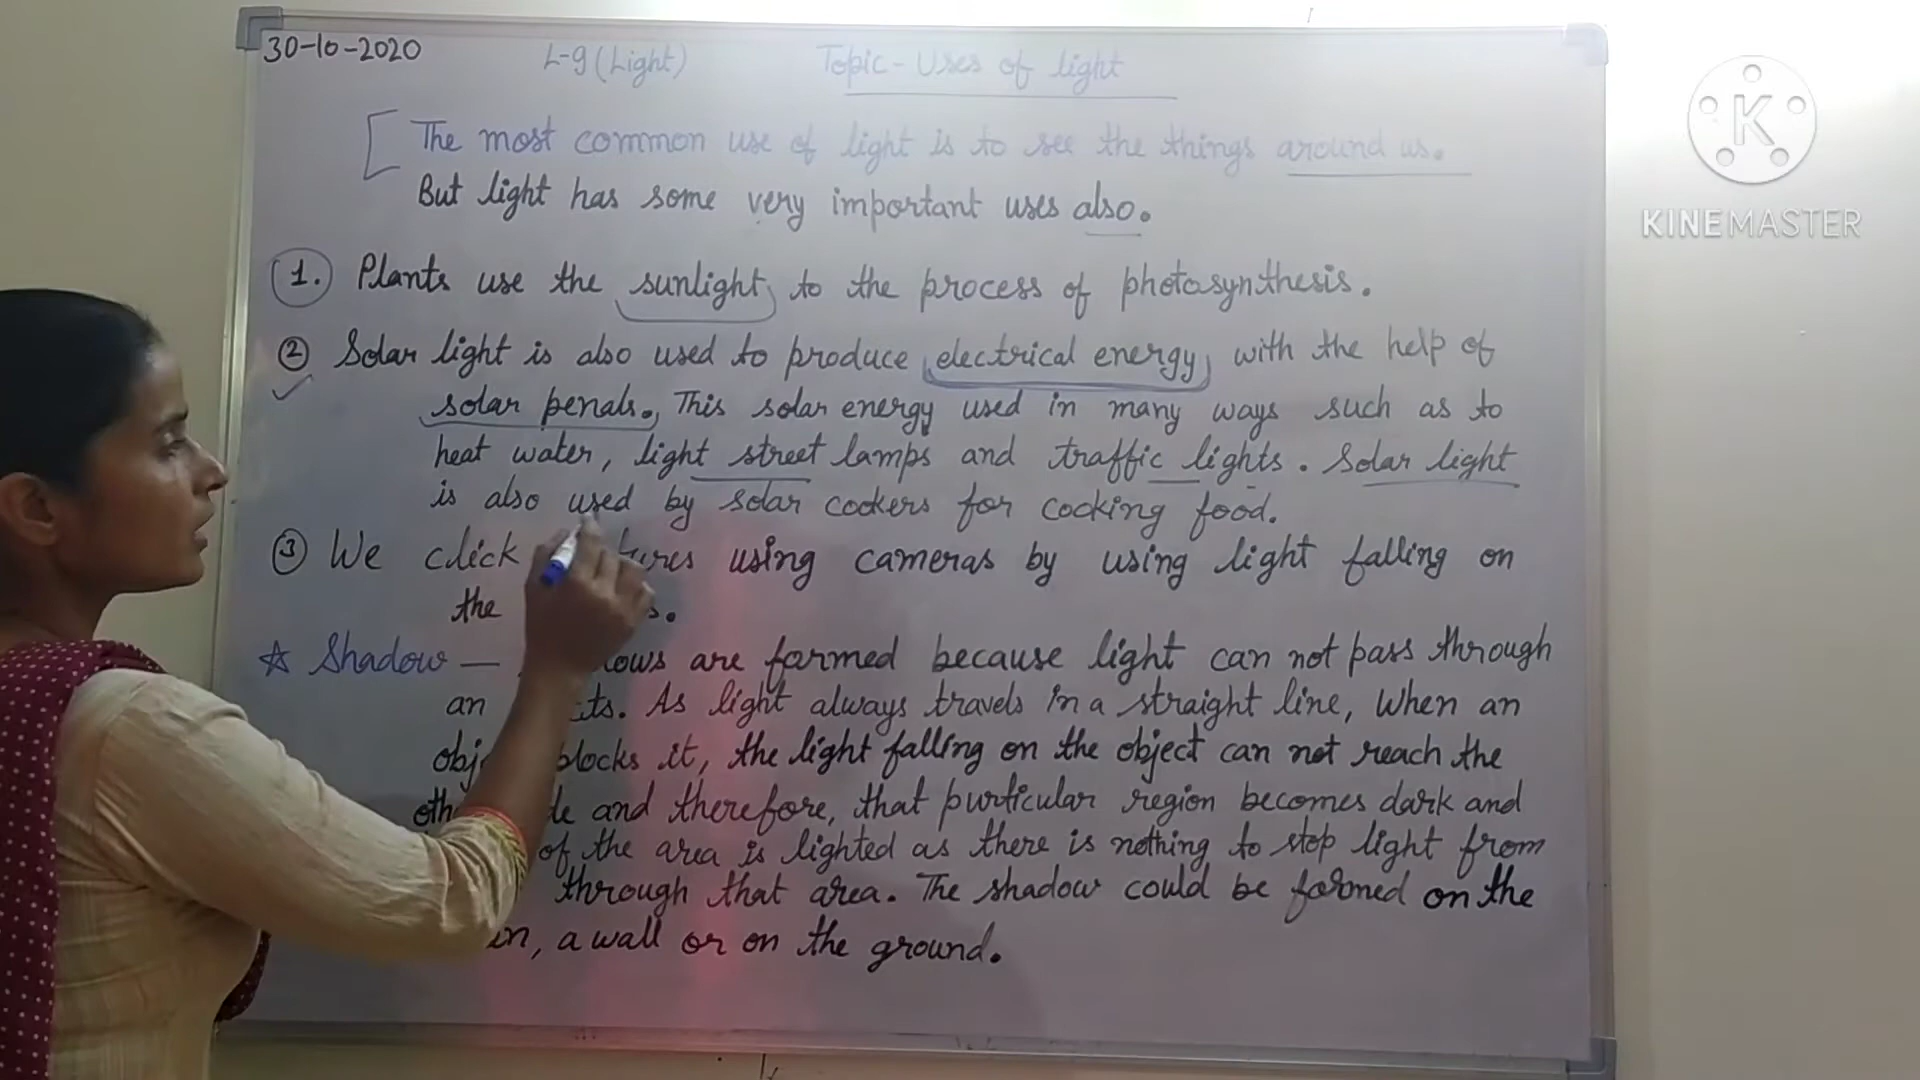 30-10-2020 L-9 (Light) Topic - Uses of light
The most common use of light is to see the things around us.
But light has some very important uses also.
1. Plants use the sunlight to the process of photosynthesis.
2 Solar light is also used to produce electrical energy with the help of
solar penals. This solar energy used in many ways such as to
heat water, light street lamps and traffic lights. Solar light
is also used by solar cookers for cooking food.
3 We click using cameras by using light falling on
the
☆ Shadow — are formed because light can not pass through
an As light always travels in a straight line, When an
blocks it, the light falling on the object can not reach the
and therefore, that purticular region becomes dark and
of the area is lighted as there is nothing to stop light from
through that area. The shadow could be formed on the
, a wall or on the ground.
K
KINEMASTER